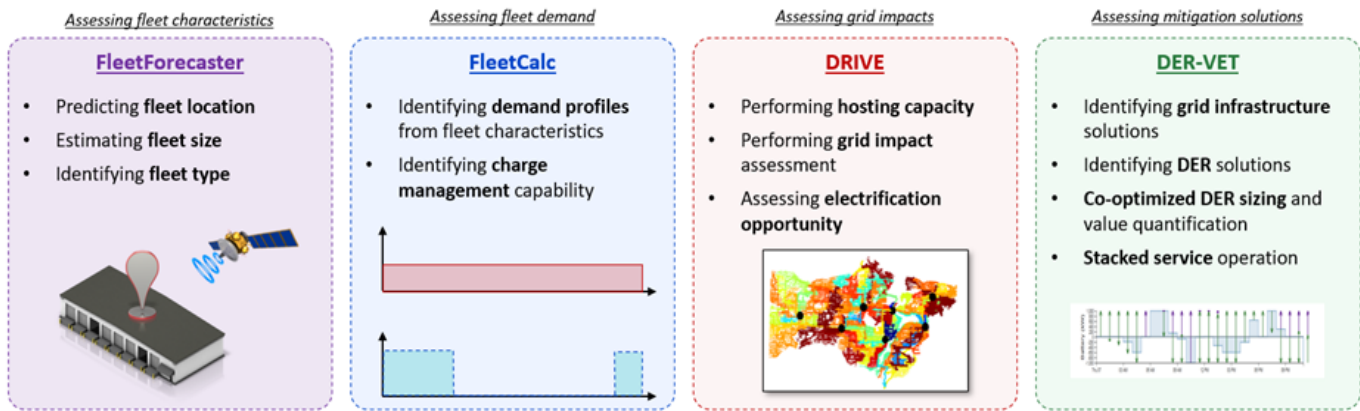 Assessing fleet characteristics
FleetForecaster
• Predicting fleet location
• Estimating fleet size
• Identifying fleet type
Assessing fleet demand
FleetCalc
• Identifying demand profiles
from fleet characteristics
• Identifying charge
management capability
Assessing grid impacts
DRIVE
• Performing hosting capacity
• Performing grid impact
assessment
• Assessing electrification
opportunity
Assessing mitigation solutions
DER-VET
• Identifying grid infrastructure
solutions
• Identifying DER solutions
• Co-optimized DER sizing and
value quantification
• Stacked service operation